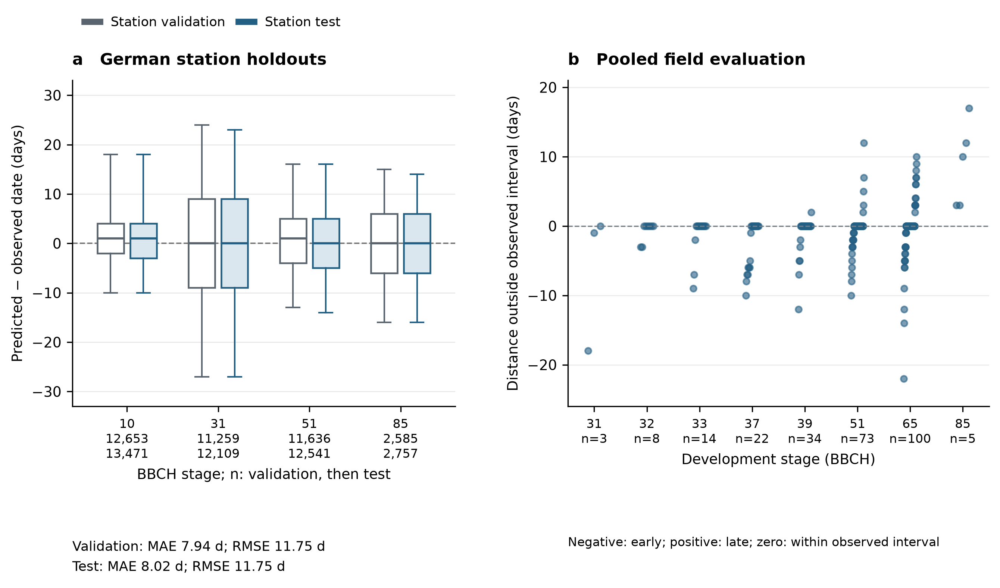 Station validation Station test
a German station holdouts
Predicted − observed date (days)
30
20
10
0
−10
−20
−30
10 31 51 85
12,653 11,259 11,636 2,585
13,471 12,109 12,541 2,757
BBCH stage; n: validation, then test
Validation: MAE 7.94 d; RMSE 11.75 d
Test: MAE 8.02 d; RMSE 11.75 d
b Pooled field evaluation
Distance outside observed interval (days)
20
10
0
−10
−20
31 32 33 37 39 51 65 85
n=3 n=8 n=14 n=22 n=34 n=73 n=100 n=5
Development stage (BBCH)
Negative: early; positive: late; zero: within observed interval